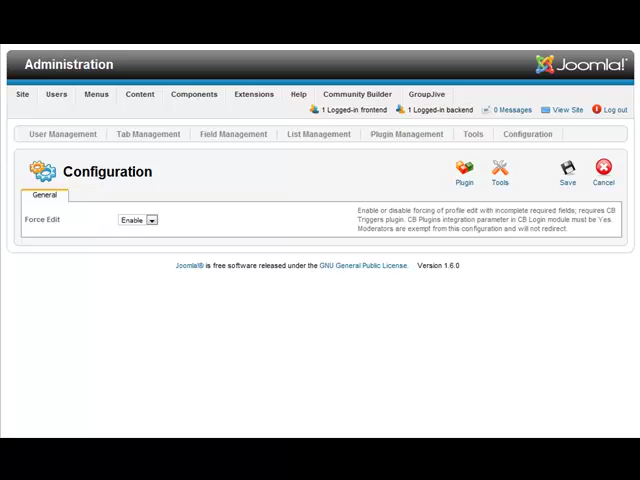 Administration
Joomla!®
Site Users Menus Content Components Extensions Help Community Builder GroupJive
1 Logged-in frontend 1 Logged-in backend 0 Messages View Site Log out
User Management Tab Management Field Management List Management Plugin Management Tools Configuration
Configuration
Plugin Tools Save Cancel
General
Force Edit Enable
Enable or disable forcing of profile edit with incomplete required fields; requires CB
Triggers plugin. CB Plugins integration parameter in CB Login module must be Yes.
Moderators are exempt from this configuration and will not redirect.
Joomla!® is free software released under the GNU General Public License. Version 1.6.0